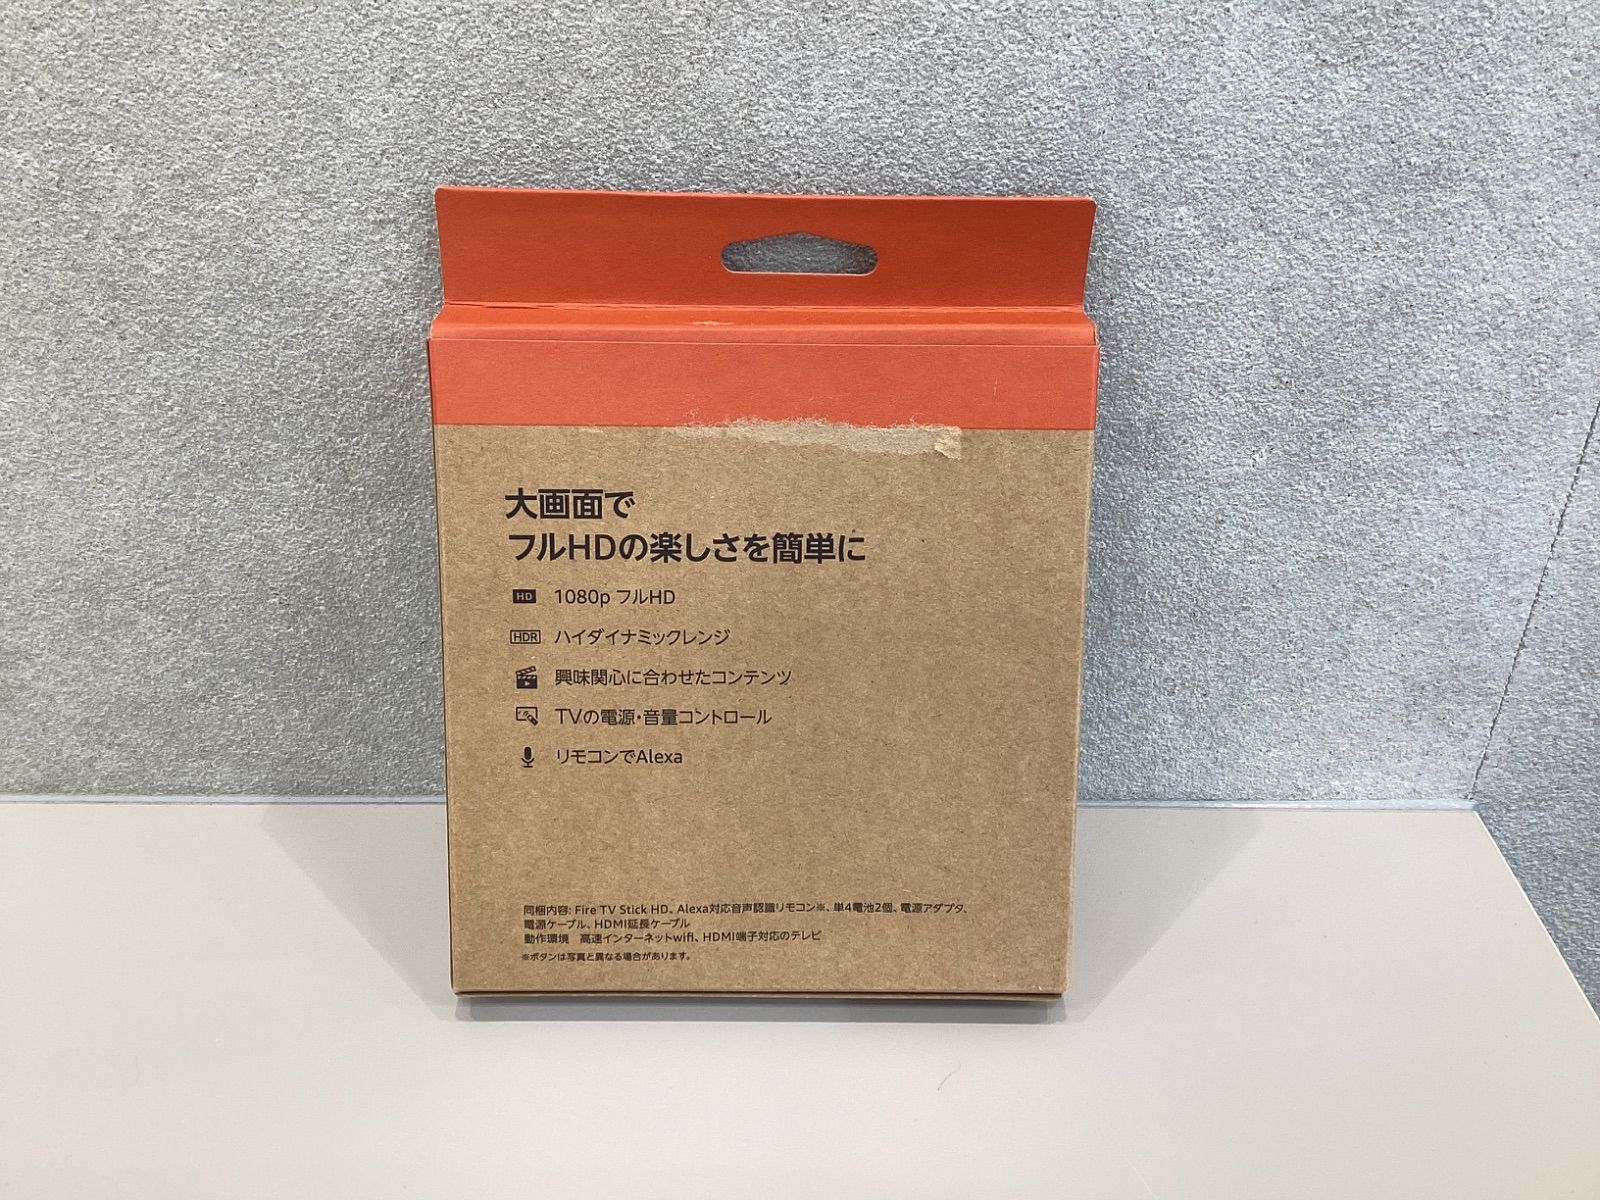 大画面で
フルHDの楽しさを簡単に
HD 1080p フルHD
HDR ハイダイナミックレンジ
興味関心に合わせたコンテンツ
TVの電源・音量コントロール
リモコンでAlexa
同梱内容: Fire TV Stick HD、Alexa対応音声認識リモコン※、単4電池2個、電源アダプタ、
電源ケーブル、HDMI延長ケーブル
動作環境　高速インターネットwifi、HDMI端子対応のテレビ
※ボタンは写真と異なる場合があります。